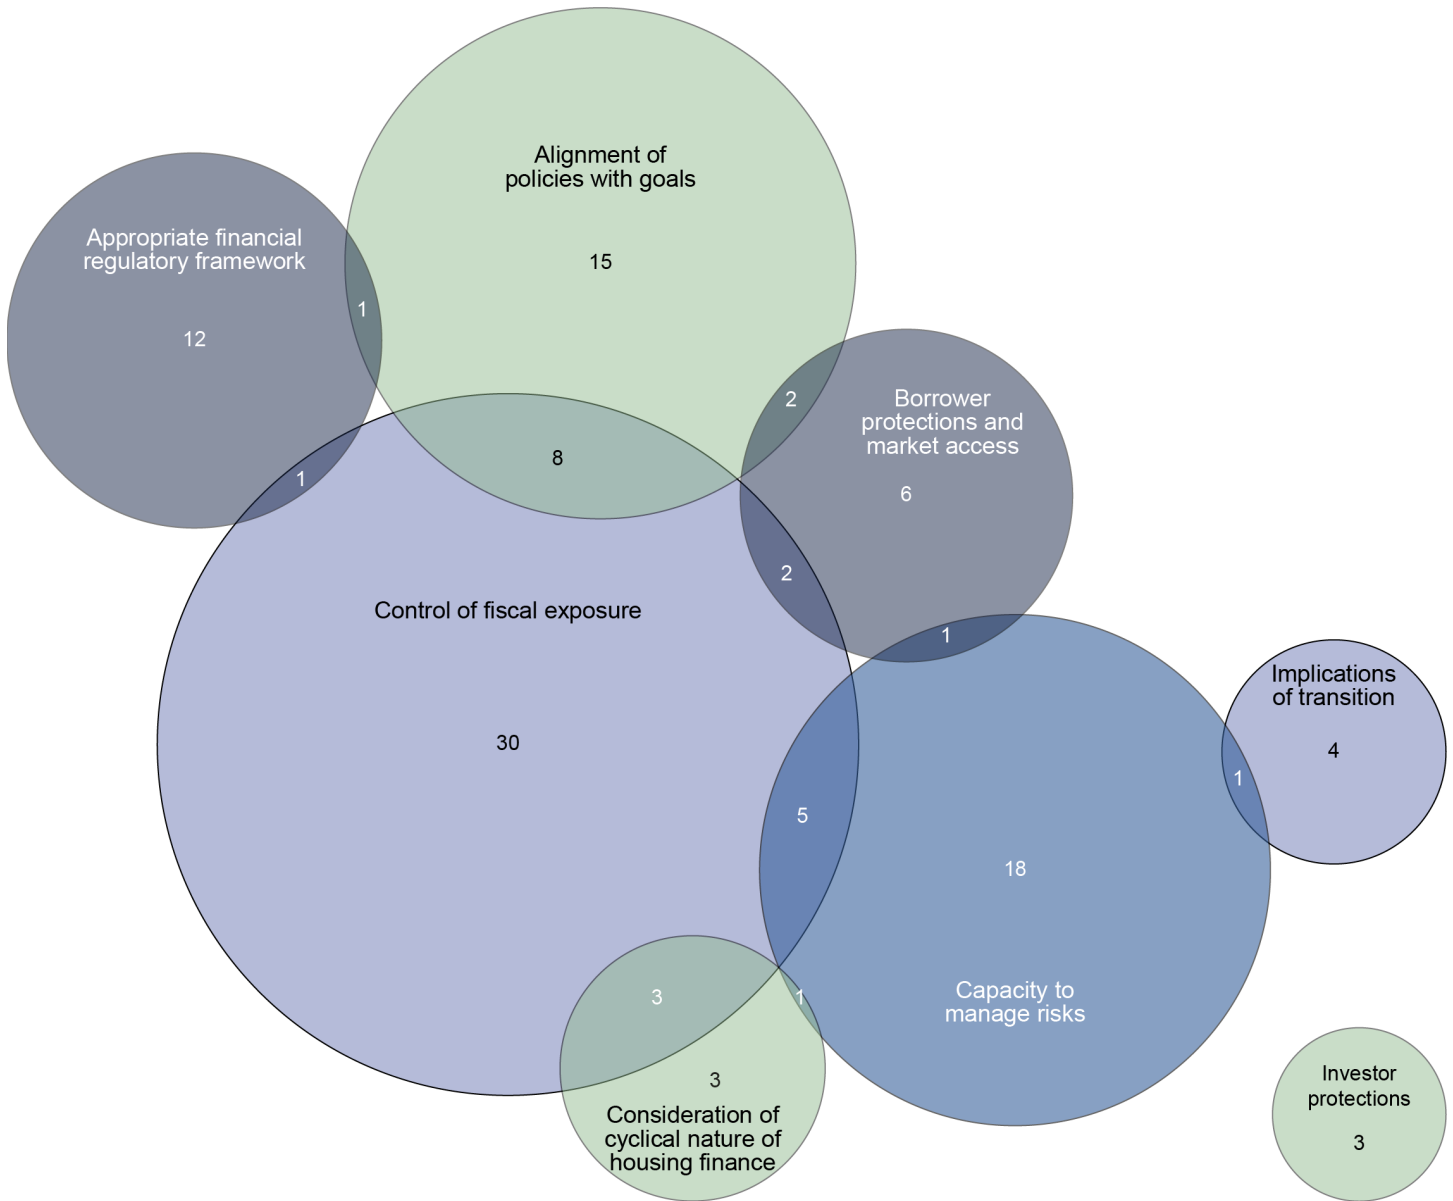 Alignment of
policies with goals
15
Appropriate financial
regulatory framework
12
1
1
8
2
Borrower
protections and
market access
6
2
1
Control of fiscal exposure
30
5
Implications
of transition
4
1
18
Capacity to
manage risks
3
1
3
Consideration of
cyclical nature of
housing finance
Investor
protections
3